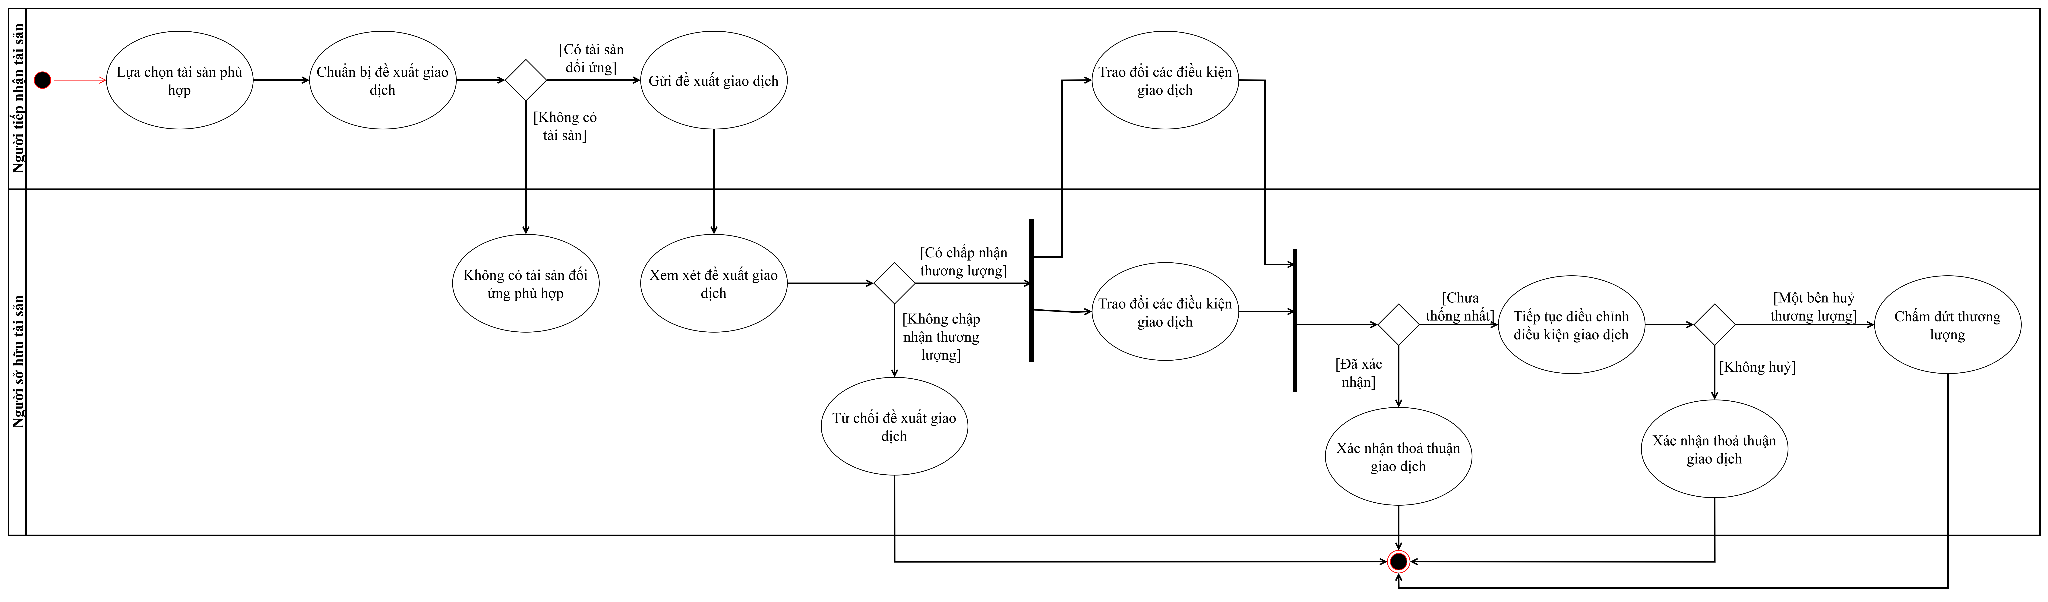 Người tiếp nhận tài sản
Lựa chọn tài sản phù
hợp
Chuẩn bị đề xuất giao
dịch
[Có tài sản
đối ứng]
[Không có
tài sản]
Gửi đề xuất giao dịch
Trao đổi các điều kiện
giao dịch
Người sở hữu tài sản
Không có tài sản đối
ứng phù hợp
Xem xét đề xuất giao
dịch
[Có chấp nhận
thương lượng]
[Không chập
nhận thương
lượng]
Từ chối đề xuất giao
dịch
Trao đổi các điều kiện
giao dịch
[Chưa
thống nhất]
[Đã xác
nhận]
Xác nhận thoả thuận
giao dịch
Tiếp tục điều chỉnh
điều kiện giao dịch
[Một bên huỷ
thương lượng]
[Không huỷ]
Xác nhận thoả thuận
giao dịch
Chấm dứt thương
lượng